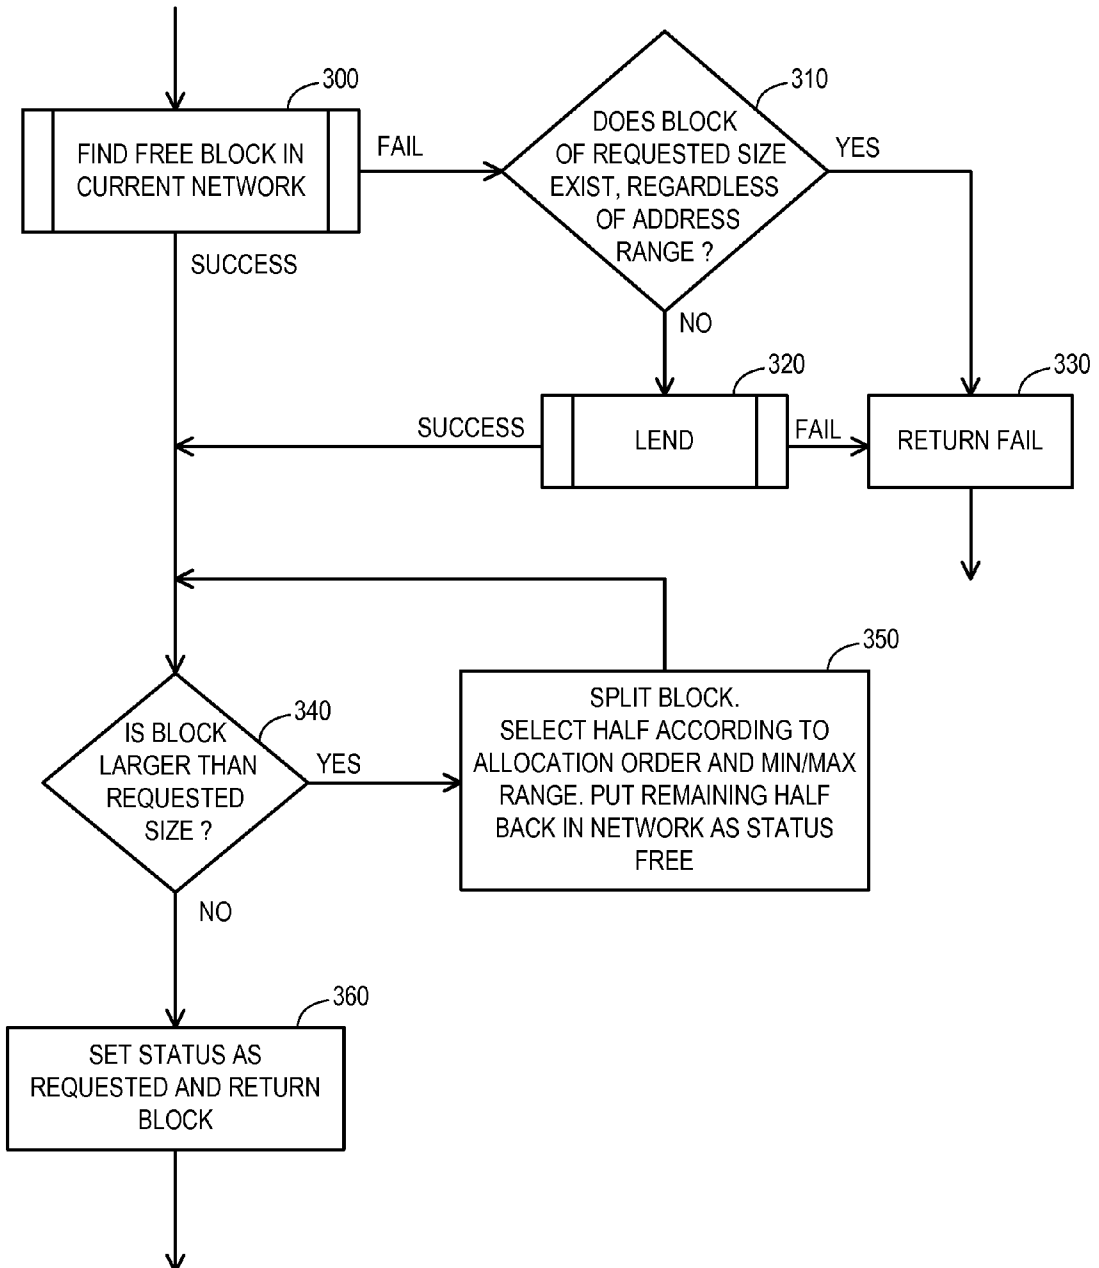 300
FIND FREE BLOCK IN
CURRENT NETWORK
FAIL
310
DOES BLOCK
OF REQUESTED SIZE
EXIST, REGARDLESS
OF ADDRESS
RANGE ?
YES
SUCCESS
NO
320
LEND
SUCCESS
FAIL
330
RETURN FAIL
340
IS BLOCK
LARGER THAN
REQUESTED
SIZE ?
YES
350
SPLIT BLOCK.
SELECT HALF ACCORDING TO
ALLOCATION ORDER AND MIN/MAX
RANGE. PUT REMAINING HALF
BACK IN NETWORK AS STATUS
FREE
NO
360
SET STATUS AS
REQUESTED AND RETURN
BLOCK